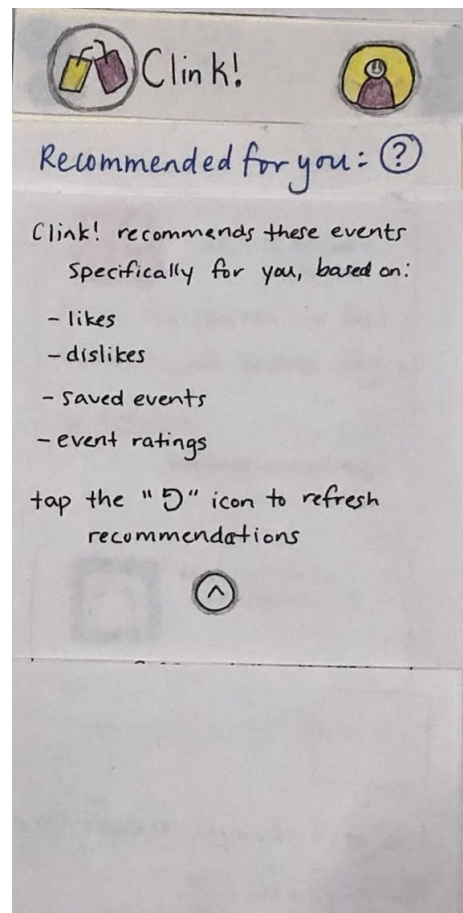 Clink!
Recommended for you: ?
Clink! recommends these events
Specifically for you, based on:
- likes
- dislikes
- saved events
- event ratings
tap the "⟲" icon to refresh
recommendations